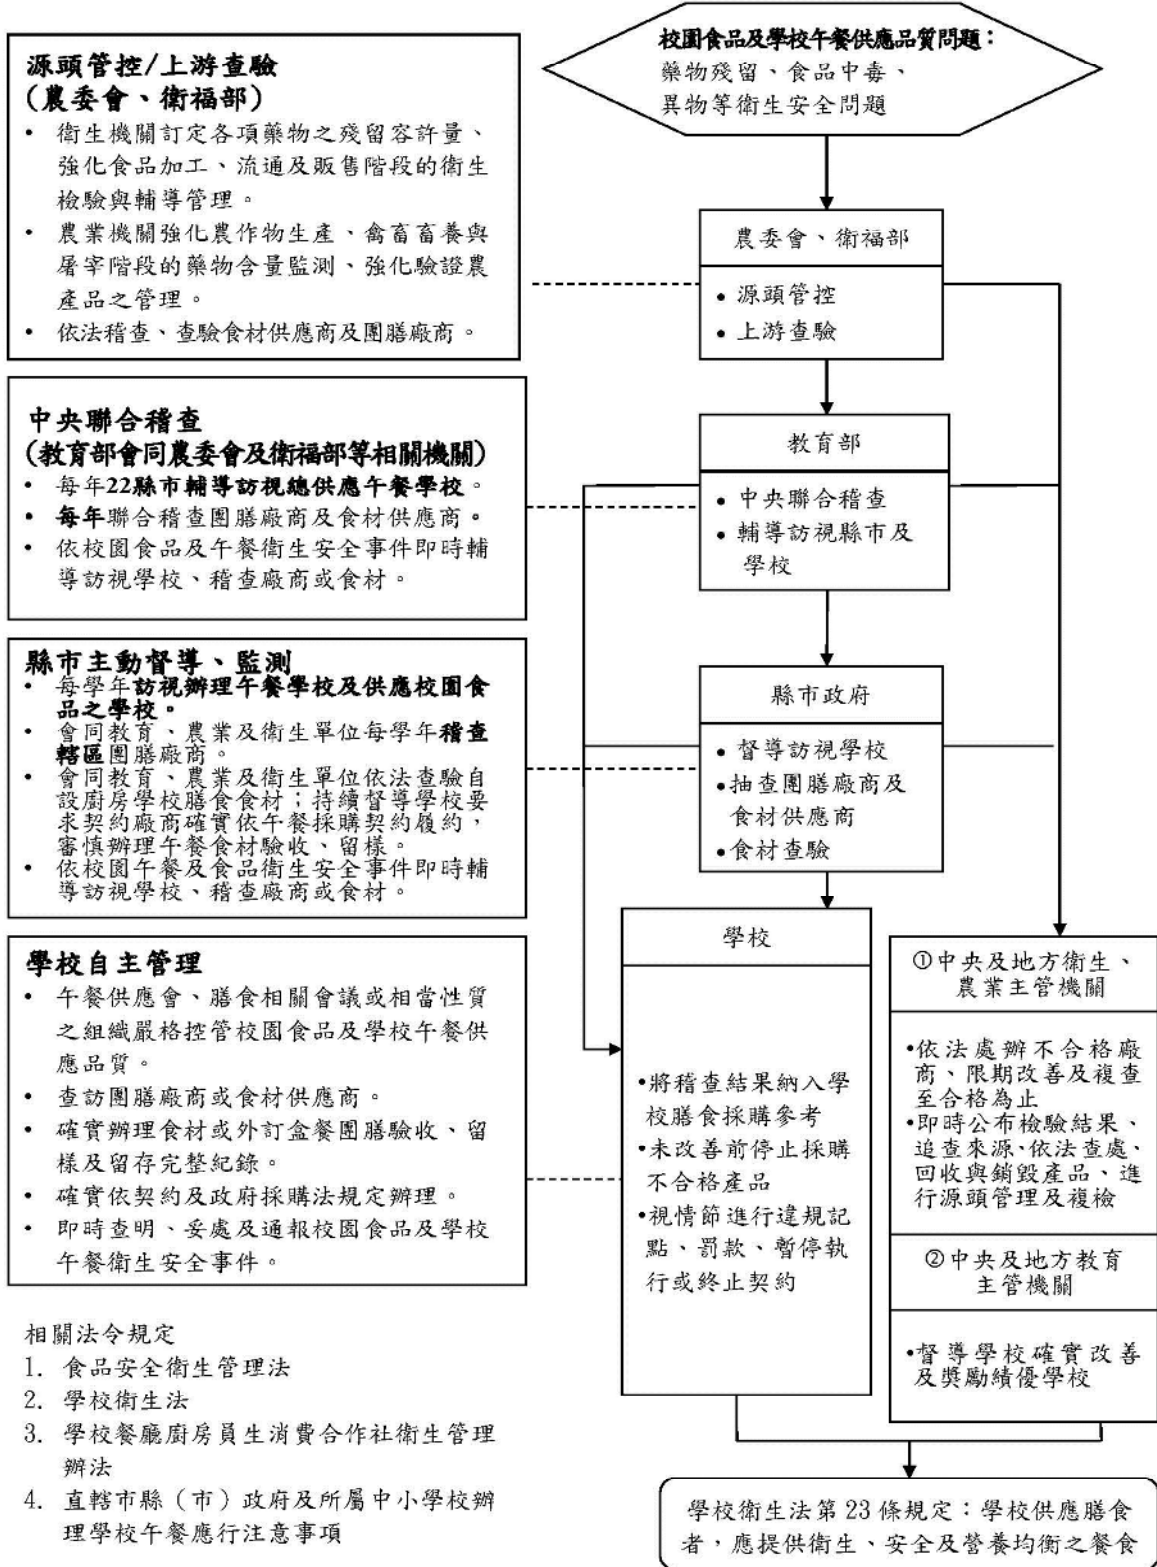 源頭管控/上游查驗
(農委會、衛福部)
• 衛生機關訂定各項藥物之殘留容許量、
強化食品加工、流通及販售階段的衛生
檢驗與輔導管理。
• 農業機關強化農作物生產、禽畜畜養與
屠宰階段的藥物含量監測、強化驗證農
產品之管理。
• 依法稽查、查驗食材供應商及團膳廠商。
中央聯合稽查
(教育部會同農委會及衛福部等相關機關)
• 每年22縣市輔導訪視總供應午餐學校。
• 每年聯合稽查團膳廠商及食材供應商。
• 依校園食品及午餐衛生安全事件即時輔
導訪視學校、稽查廠商或食材。
縣市主動督導、監測
• 每學年訪視辦理午餐學校及供應校園食
品之學校。
• 會同教育、農業及衛生單位每學年稽查
轄區團膳廠商。
• 會同教育、農業及衛生單位依法查驗自
設廚房學校膳食食材；持續督導學校要
求契約廠商確實依午餐採購契約履約，
審慎辦理午餐食材驗收、留樣。
• 依校園午餐及食品衛生安全事件即時輔
導訪視學校、稽查廠商或食材。
學校自主管理
• 午餐供應會、膳食相關會議或相當性質
之組織嚴格控管校園食品及學校午餐供
應品質。
• 查訪團膳廠商或食材供應商。
• 確實辦理食材或外訂盒餐團膳驗收、留
樣及留存完整紀錄。
• 確實依契約及政府採購法規定辦理。
• 即時查明、妥處及通報校園食品及學校
午餐衛生安全事件。
相關法令規定
1. 食品安全衛生管理法
2. 學校衛生法
3. 學校餐廳廚房員生消費合作社衛生管理
辦法
4. 直轄市縣（市）政府及所屬中小學校辦
理學校午餐應行注意事項
校園食品及學校午餐供應品質問題：
藥物殘留、食品中毒、
異物等衛生安全問題
農委會、衛福部
• 源頭管控
• 上游查驗
教育部
• 中央聯合稽查
• 輔導訪視縣市及
學校
縣市政府
• 督導訪視學校
•抽查團膳廠商及
食材供應商
•食材查驗
學校
•將稽查結果納入學
校膳食採購參考
•未改善前停止採購
不合格產品
•視情節進行違規記
點、罰款、暫停執
行或終止契約
①中央及地方衛生、
農業主管機關
•依法處辦不合格廠
商、限期改善及複查
至合格為止
•即時公布檢驗結果、
追查來源、依法查處、
回收與銷毀產品、進
行源頭管理及複檢
②中央及地方教育
主管機關
•督導學校確實改善
及獎勵績優學校
學校衛生法第 23 條規定：學校供應膳食
者，應提供衛生、安全及營養均衡之餐食